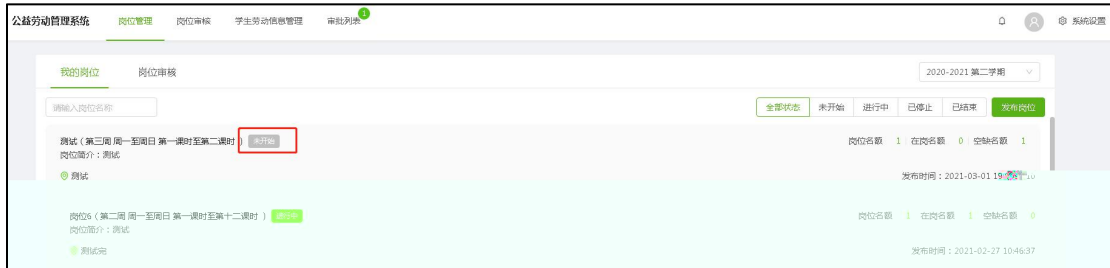 公益劳动管理系统 岗位管理 岗位审核 学生劳动信息管理 审批列表 1 系统设置
我的岗位 岗位审核 2020-2021 第二学期
请输入岗位名称 全部状态 未开始 进行中 已停止 已结束 发布岗位
测试（第三周 周一至周日 第一课时至第二课时 ） 未开始 岗位名额 1 在岗名额 0 空缺名额 1
岗位简介：测试
测试 发布时间：2021-03-01 19
岗位6（第二周 周一至周日 第一课时至第十二课时 ） 进行中 岗位名额 1 在岗名额 1 空缺名额 0
岗位简介：测试
测试完 发布时间：2021-02-27 10:46:37